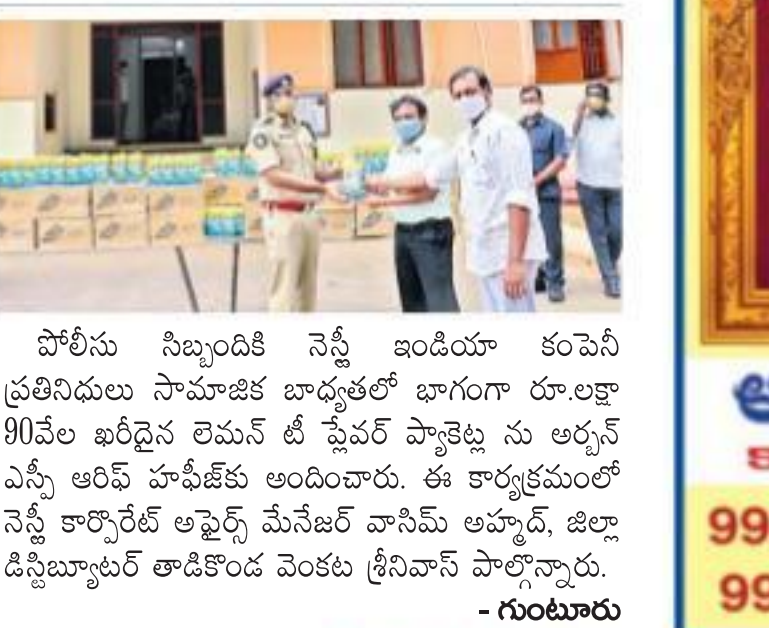 పోలీసు సిబ్బందికి నెస్ట్లీ ఇండియా కంపెనీ
ప్రతినిధులు సామాజిక బాధ్యతలో భాగంగా రూ.లక్షా
90వేల ఖరీదైన లెమన్ టీ ప్లేవర్ ప్యాకెట్ల ను అర్బన్
ఎస్పీ ఆరిఫ్ హఫీజ్‌కు అందించారు. ఈ కార్యక్రమంలో
నెస్ట్లీ కార్పొరేట్ అఫైర్స్ మేనేజర్ వాసిమ్ అహ్మద్, జిల్లా
డిస్ట్రిబ్యూటర్ తాడికొండ వెంకట శ్రీనివాస్ పాల్గొన్నారు.
- గుంటూరు
99
99